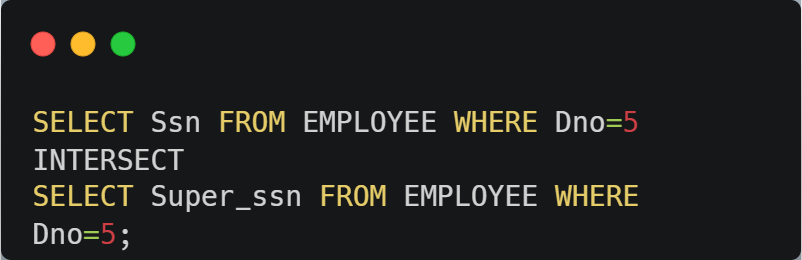 SELECT Ssn FROM EMPLOYEE WHERE Dno=5
INTERSECT
SELECT Super_ssn FROM EMPLOYEE WHERE
Dno=5;